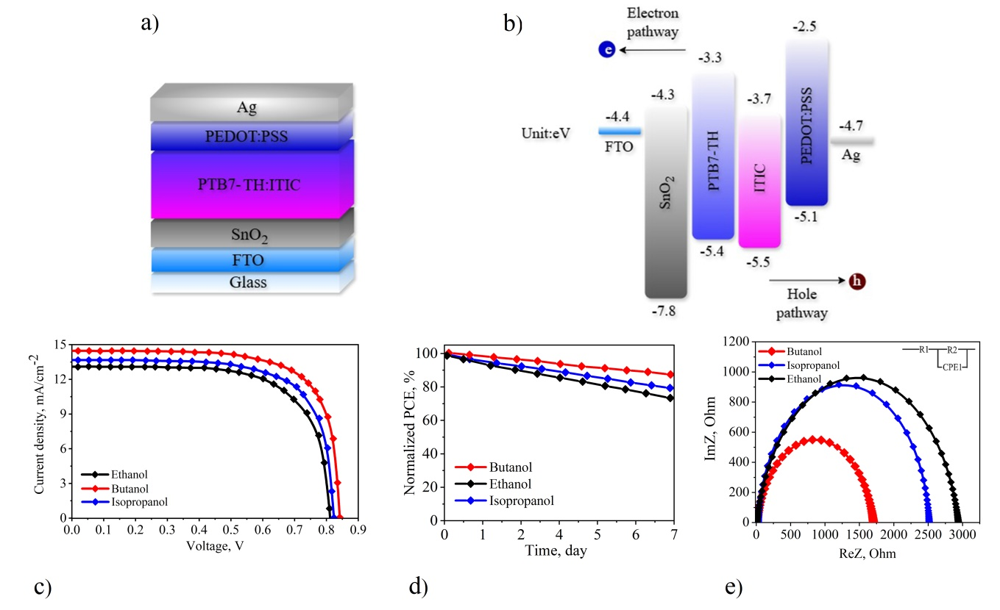 a)
Ag
PEDOT:PSS
PTB7-TH:ITIC
SnO2
FTO
Glass
b)
Electron
pathway
e
Unit:eV
-4.4
FTO
-4.3
SnO2
-7.8
-3.3
PTB7-TH
-5.4
-3.7
ITIC
-5.5
-2.5
PEDOT:PSS
-5.1
-4.7
Ag
h
Hole
pathway
Current density, mA/cm-2
15
12
9
6
3
0
Ethanol
Butanol
Isopropanol
0.0 0.1 0.2 0.3 0.4 0.5 0.6 0.7 0.8 0.9
Voltage, V
c)
Normalized PCE, %
100
80
60
40
20
0
Butanol
Ethanol
Isopropanol
0 1 2 3 4 5 6 7
Time, day
d)
ImZ, Ohm
1200
1000
800
600
400
200
0
Butanol
Isopropanol
Ethanol
R1 R2
CPE1
0 500 1000 1500 2000 2500 3000
ReZ, Ohm
e)